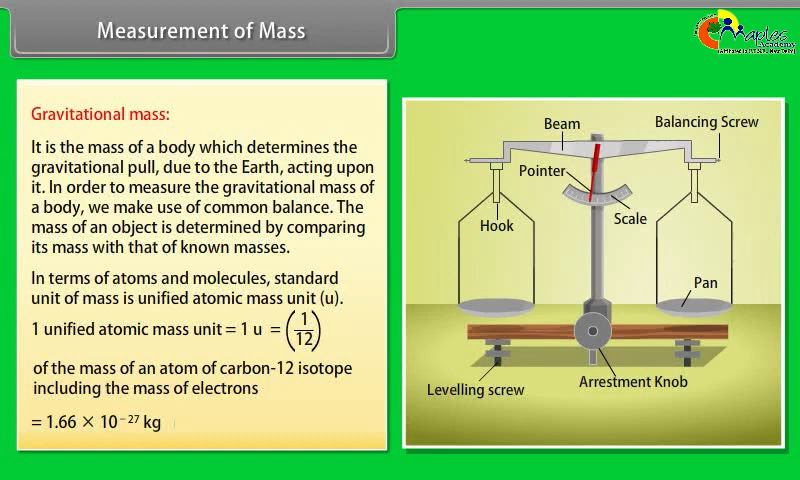 Measurement of Mass
Maples
Academy
Gravitational mass:
It is the mass of a body which determines the
gravitational pull, due to the Earth, acting upon
it. In order to measure the gravitational mass of
a body, we make use of common balance. The
mass of an object is determined by comparing
its mass with that of known masses.
In terms of atoms and molecules, standard
unit of mass is unified atomic mass unit (u).
1 unified atomic mass unit = 1 u = (1/12)
of the mass of an atom of carbon-12 isotope
including the mass of electrons
= 1.66 × 10⁻²⁷ kg
Beam
Balancing Screw
Pointer
Scale
Hook
Pan
Levelling screw
Arrestment Knob